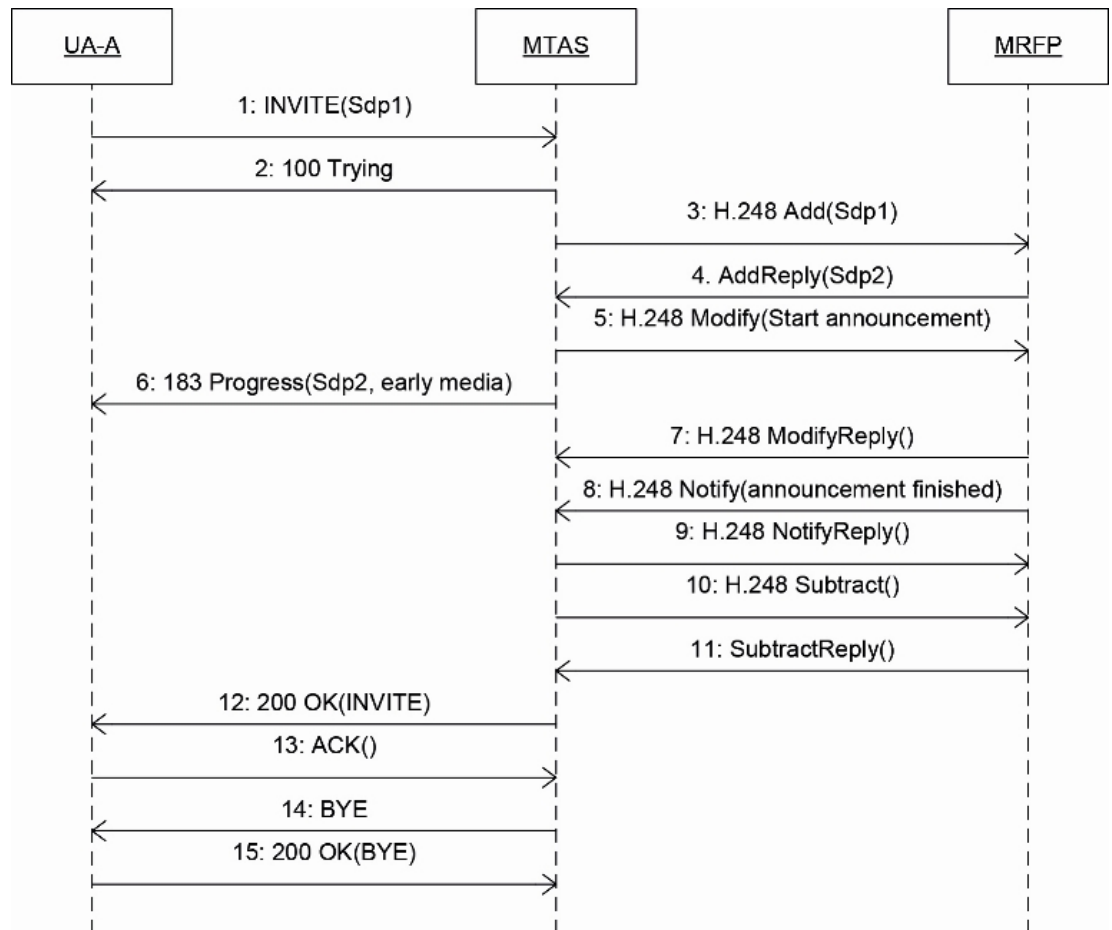 UA-A
MTAS
MRFP
1: INVITE(Sdp1)
2: 100 Trying
3: H.248 Add(Sdp1)
4. AddReply(Sdp2)
5: H.248 Modify(Start announcement)
6: 183 Progress(Sdp2, early media)
7: H.248 ModifyReply()
8: H.248 Notify(announcement finished)
9: H.248 NotifyReply()
10: H.248 Subtract()
11: SubtractReply()
12: 200 OK(INVITE)
13: ACK()
14: BYE
15: 200 OK(BYE)